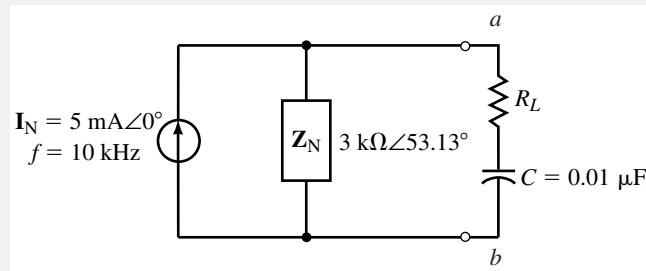 a
I_N = 5 mA∠0°
f = 10 kHz
Z_N
3 kΩ∠53.13°
R_L
C = 0.01 μF
b